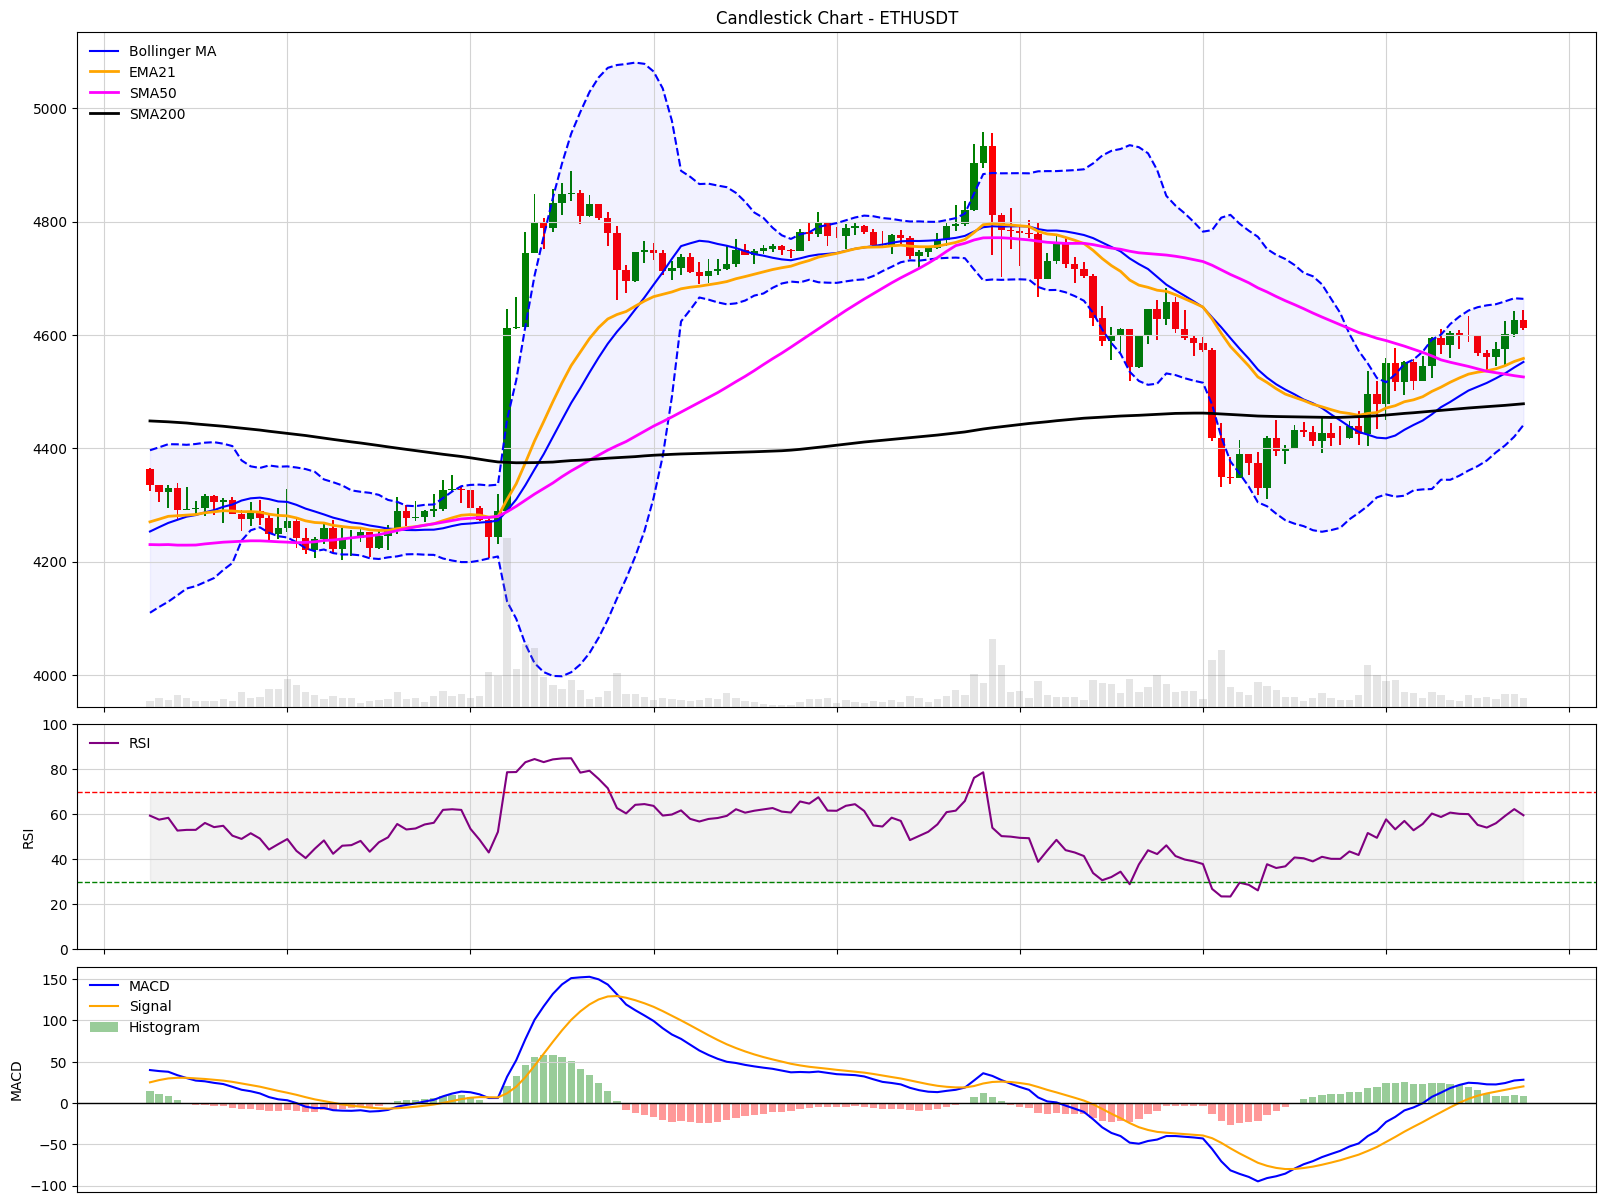 Candlestick Chart - ETHUSDT
Bollinger MA
EMA21
SMA50
SMA200
5000
4800
4600
4400
4200
4000
100
80
60
40
20
0
RSI
RSI
150
100
50
0
−50
−100
MACD
MACD
Signal
Histogram